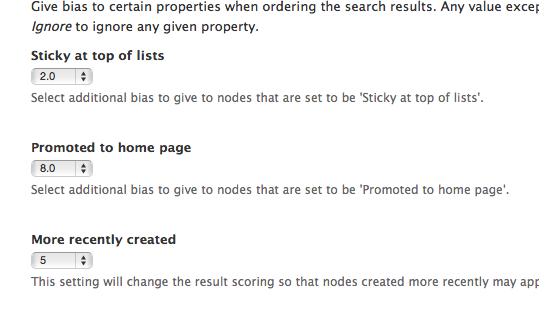 Give bias to certain properties when ordering the search results. Any value
Ignore to ignore any given property.
Sticky at top of lists
2.0
Select additional bias to give to nodes that are set to be 'Sticky at top of lists'.
Promoted to home page
8.0
Select additional bias to give to nodes that are set to be 'Promoted to home page'.
More recently created
5
This setting will change the result scoring so that nodes created more recently may